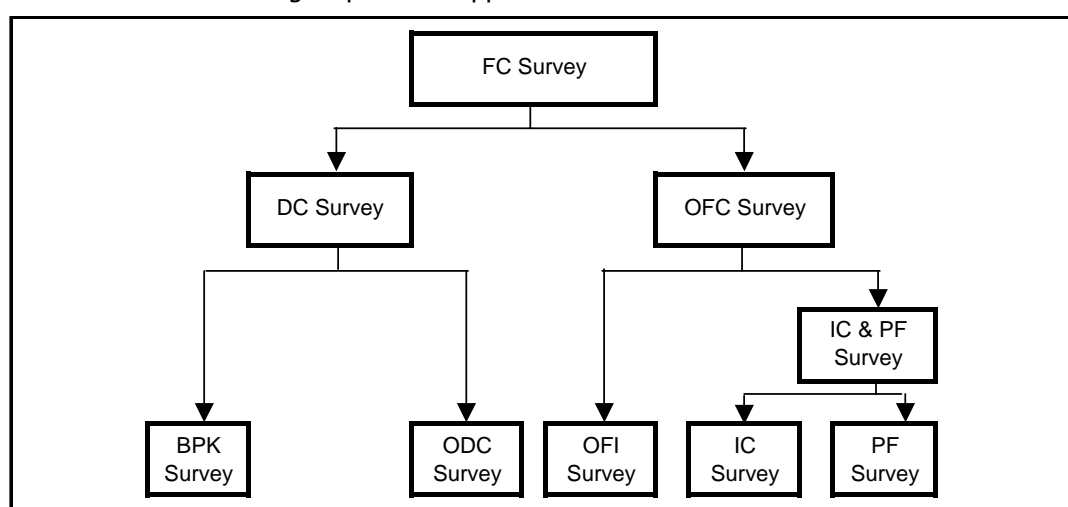 FC Survey
DC Survey
OFC Survey
IC & PF
Survey
BPK
Survey
ODC
Survey
OFI
Survey
IC
Survey
PF
Survey